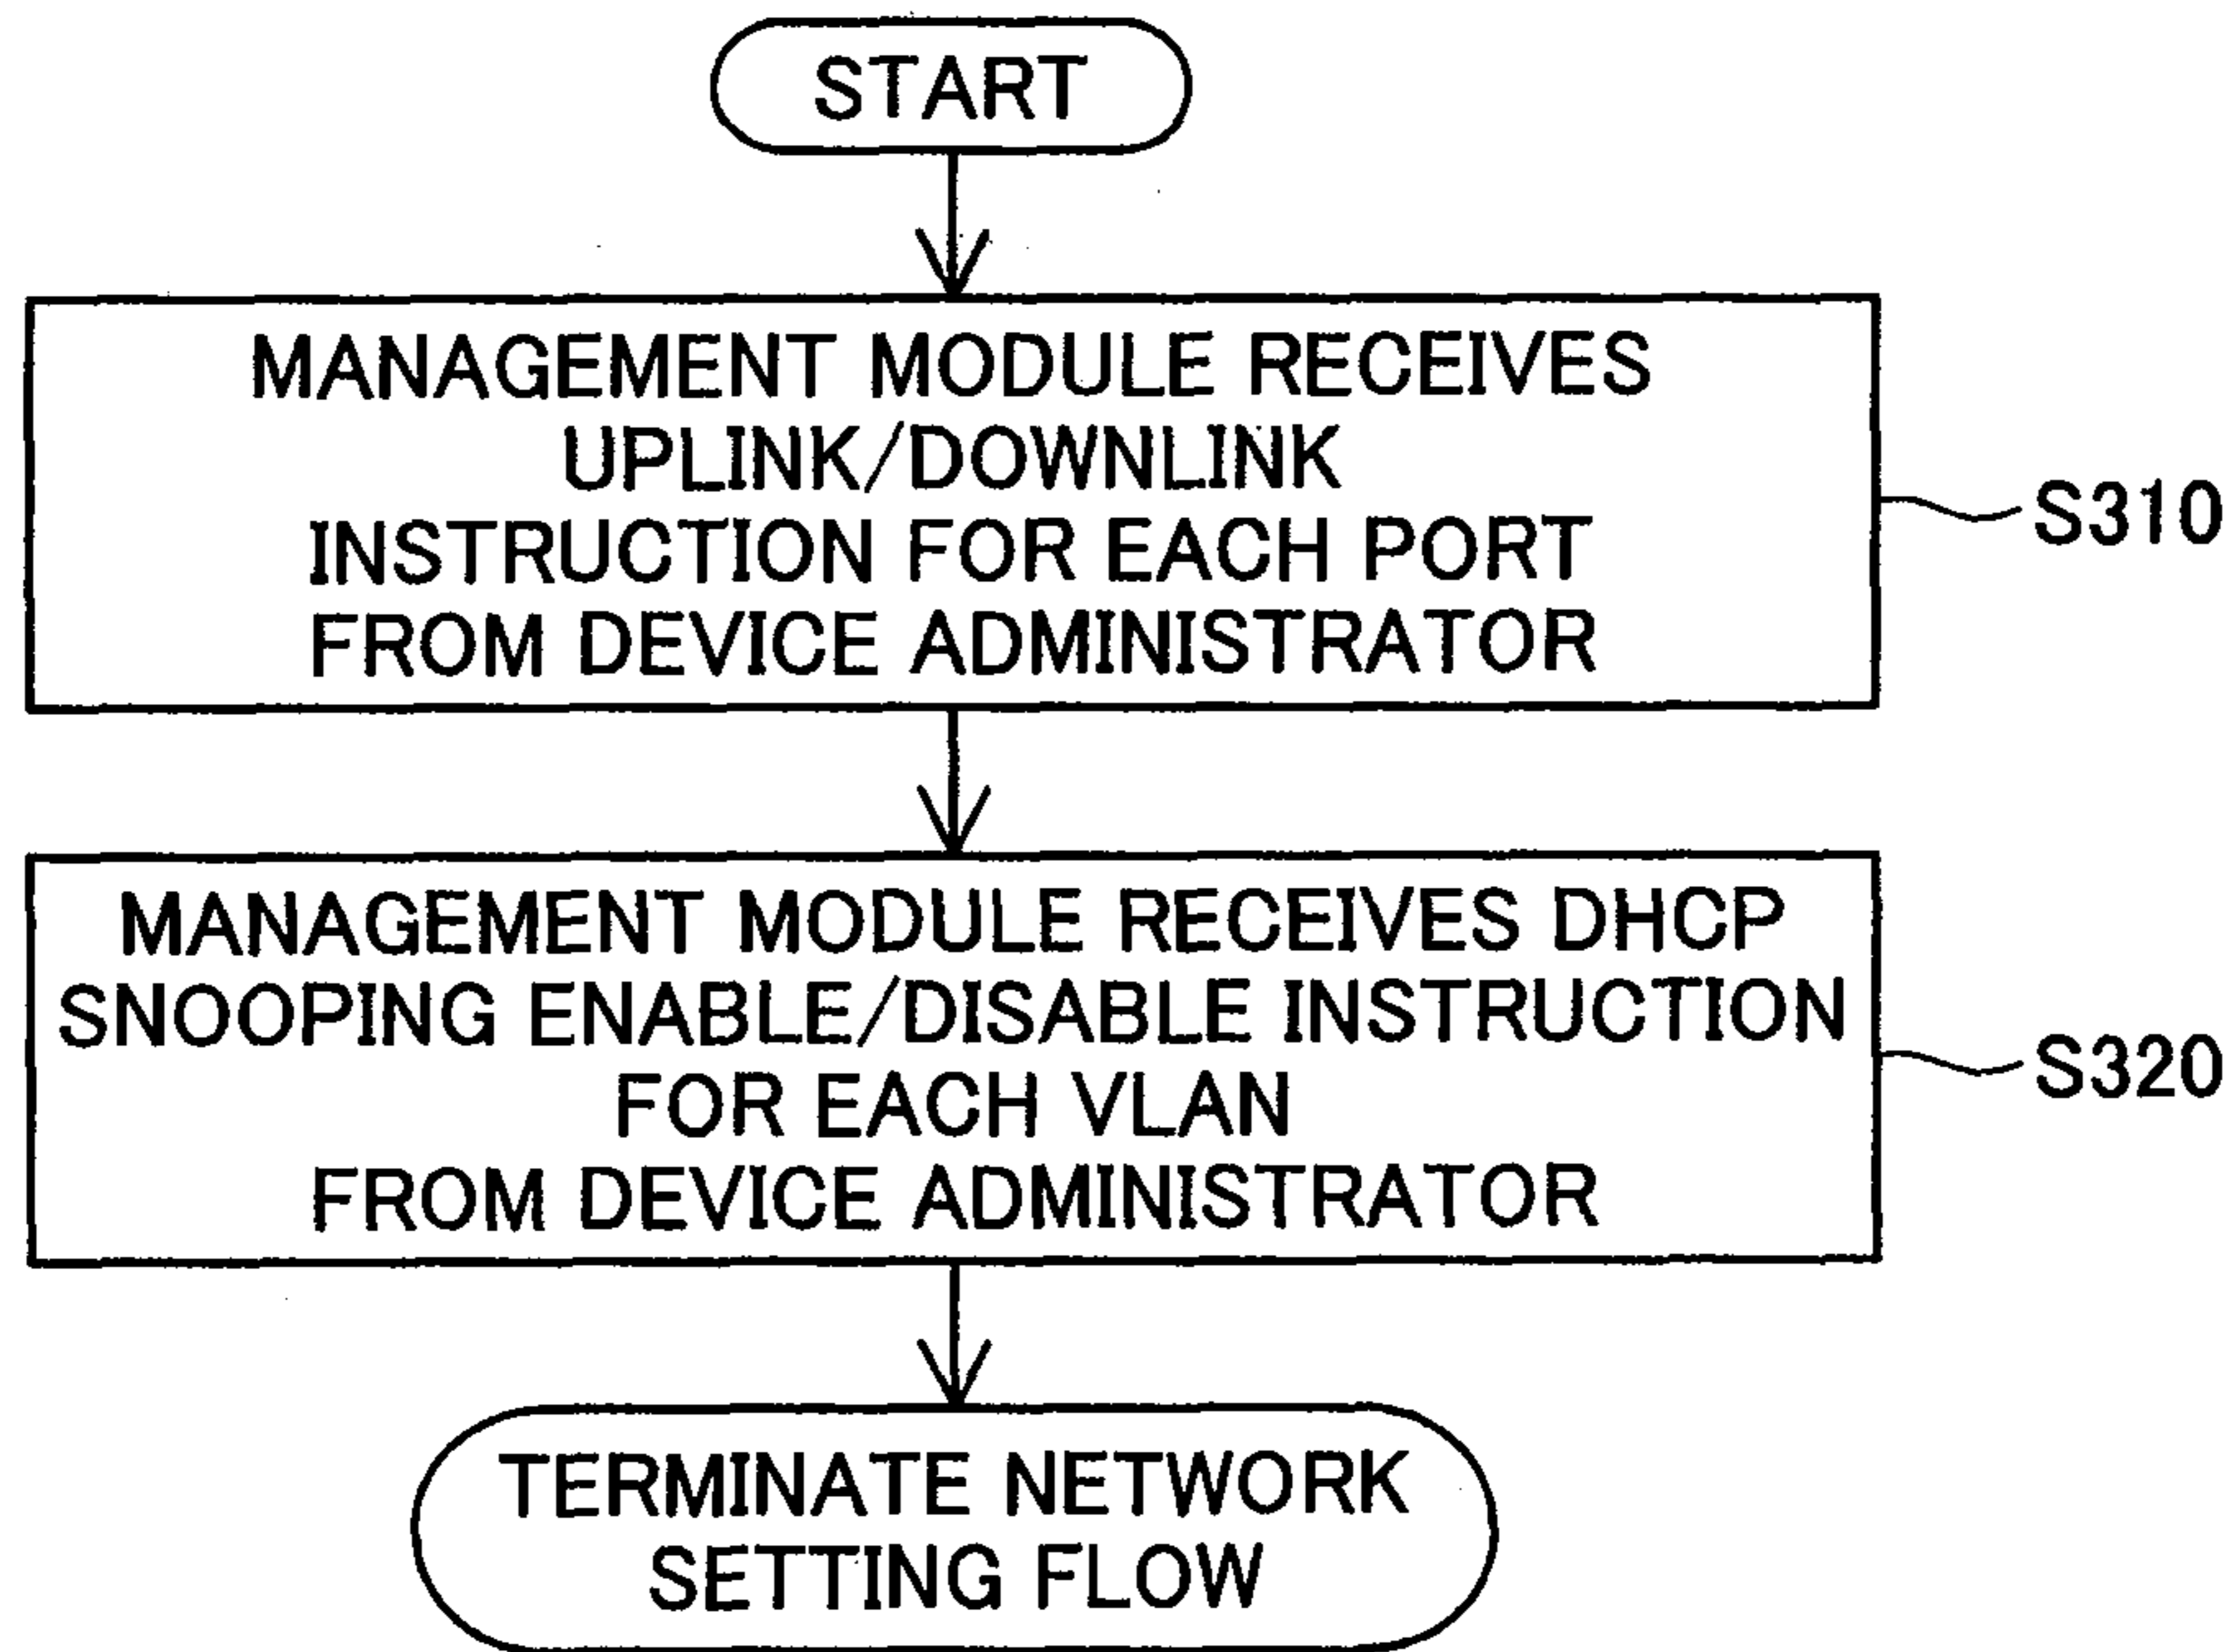 START
MANAGEMENT MODULE RECEIVES
UPLINK/DOWNLINK
INSTRUCTION FOR EACH PORT
FROM DEVICE ADMINISTRATOR
S310
MANAGEMENT MODULE RECEIVES DHCP
SNOOPING ENABLE/DISABLE INSTRUCTION
FOR EACH VLAN
FROM DEVICE ADMINISTRATOR
S320
TERMINATE NETWORK
SETTING FLOW